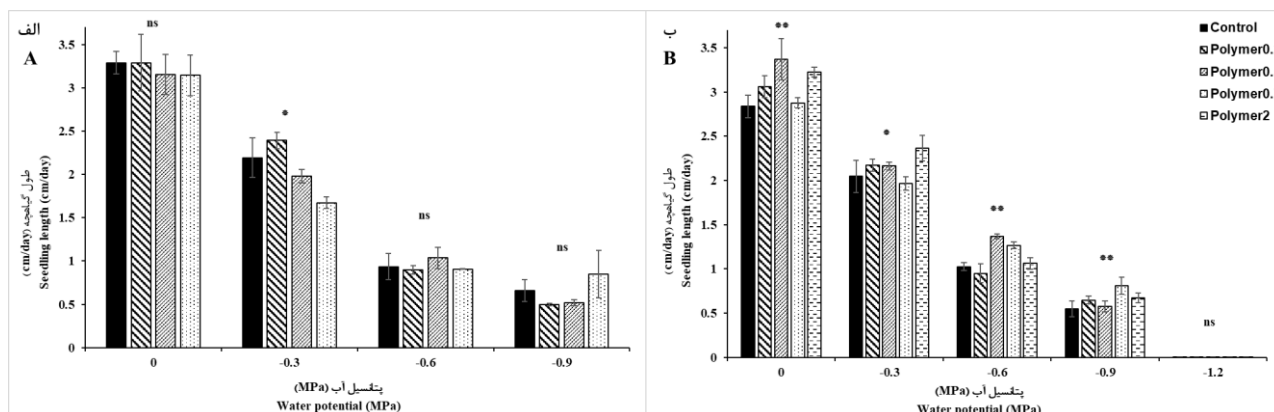 الف
A
ns
*
ns
ns
3.5
3
2.5
2
1.5
1
0.5
0
طول گیاهچه (cm/day)
Seedling length (cm/day)
0
-0.3
-0.6
-0.9
پتانسیل آب (MPa)
Water potential (MPa)
ب
B
**
*
**
**
ns
3.5
3
2.5
2
1.5
1
0.5
0
طول گیاهچه (cm/day)
Seedling length (cm/day)
0
-0.3
-0.6
-0.9
-1.2
پتانسیل آب (MPa)
Water potential (MPa)
Control
Polymer0.
Polymer0.
Polymer0.
Polymer2